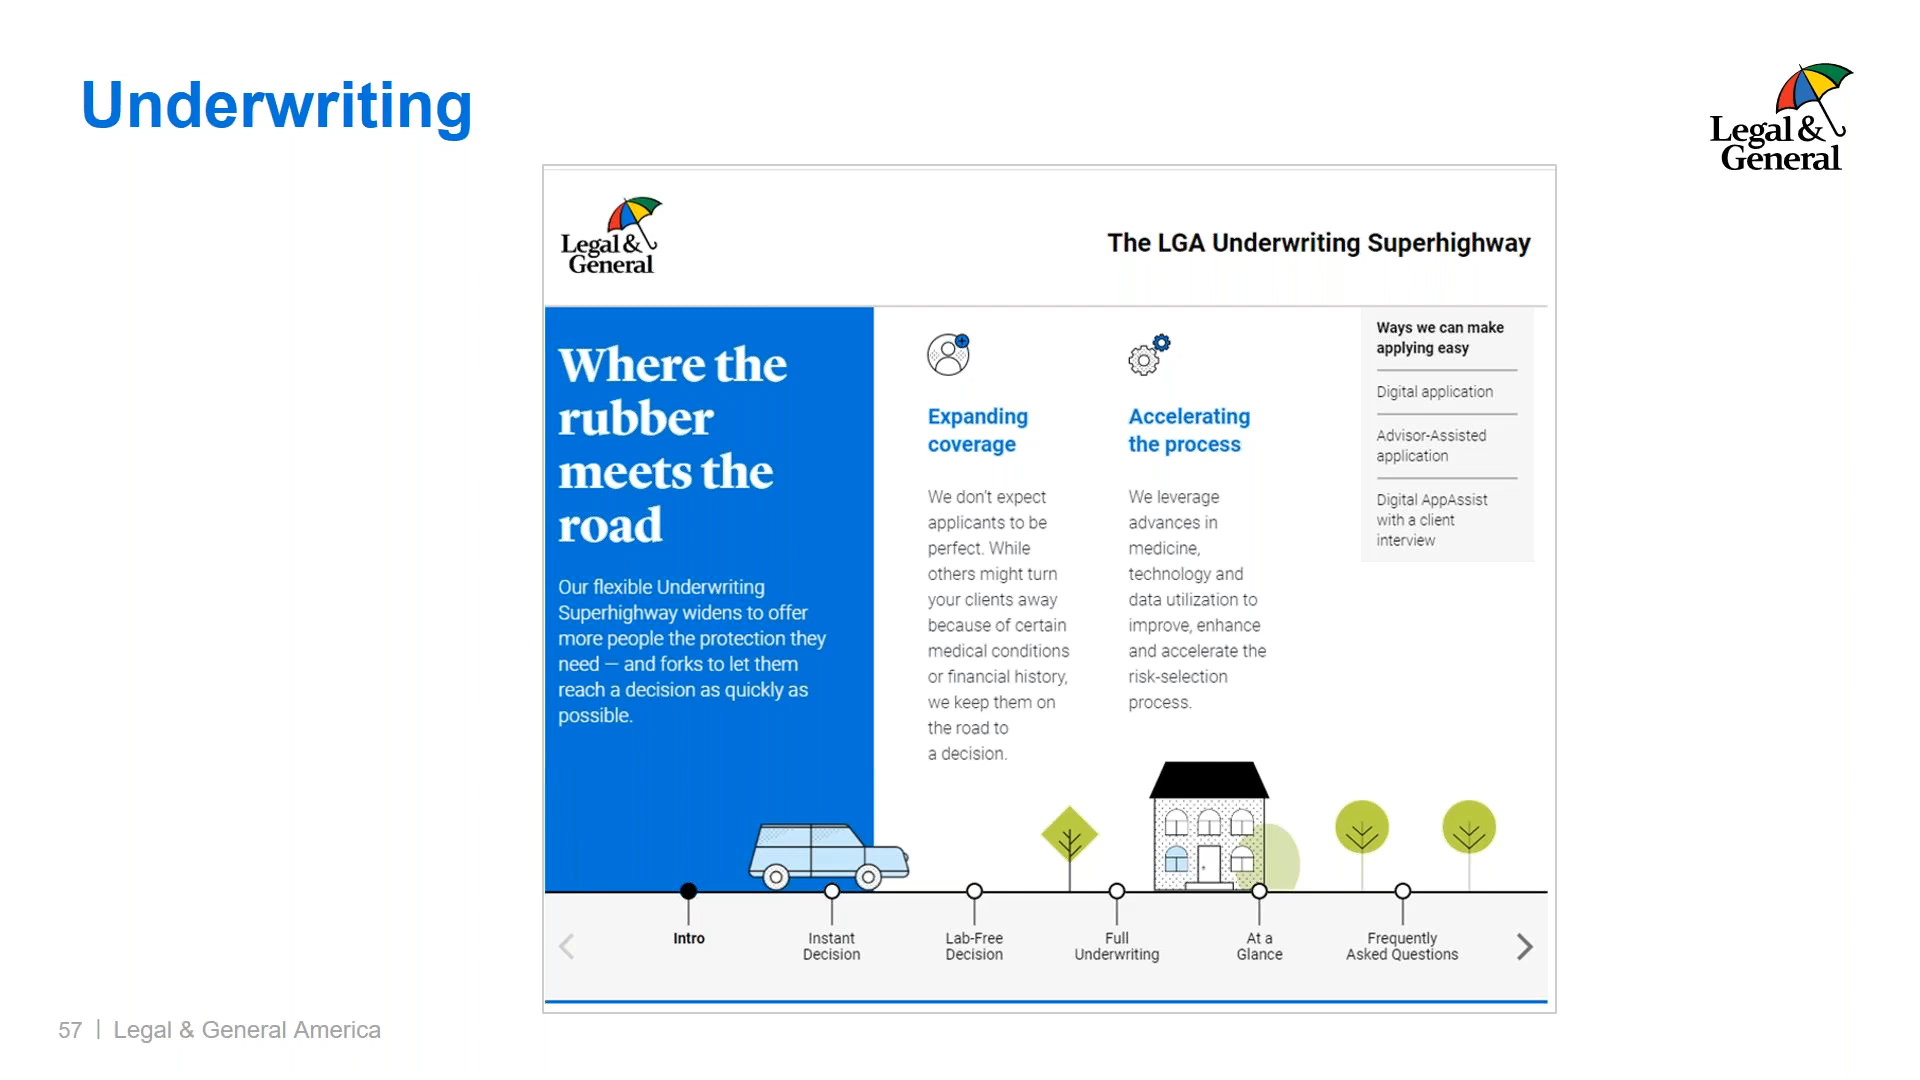 Underwriting
Legal &
General
Legal &
General
The LGA Underwriting Superhighway
Where the
rubber
meets the
road
Our flexible Underwriting
Superhighway widens to offer
more people the protection they
need — and forks to let them
reach a decision as quickly as
possible.
Expanding
coverage
We don't expect
applicants to be
perfect. While
others might turn
your clients away
because of certain
medical conditions
or financial history,
we keep them on
the road to
a decision.
Accelerating
the process
We leverage
advances in
medicine,
technology and
data utilization to
improve, enhance
and accelerate the
risk-selection
process.
Ways we can make
applying easy
Digital application
Advisor-Assisted
application
Digital AppAssist
with a client
interview
Intro
Instant
Decision
Lab-Free
Decision
Full
Underwriting
At a
Glance
Frequently
Asked Questions
57 | Legal & General America